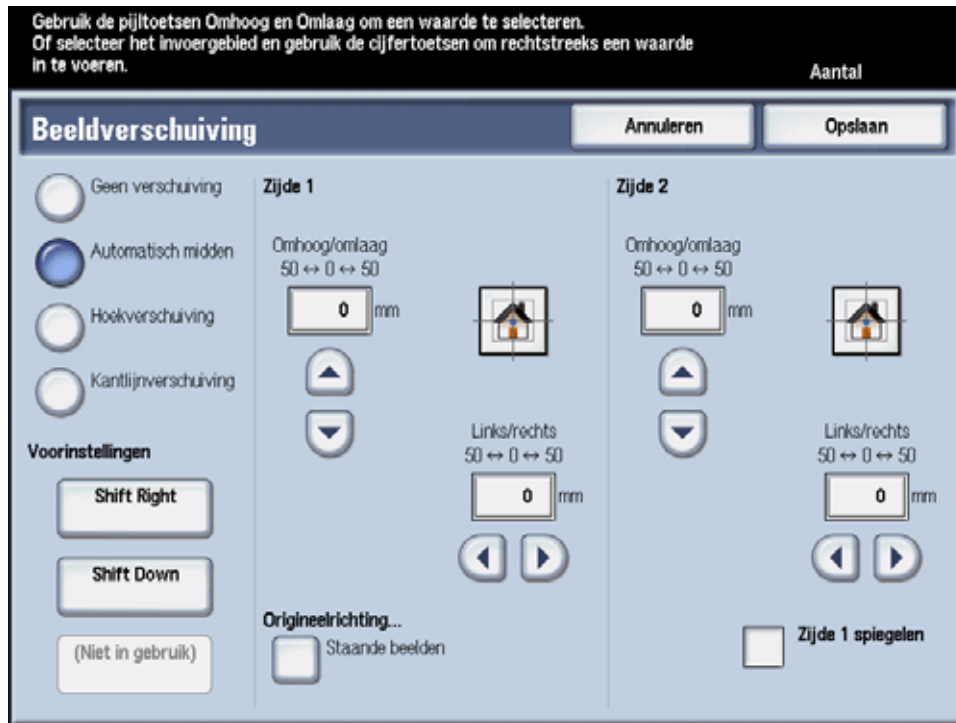 Gebruik de pijltoetsen Omhoog en Omlaag om een waarde te selecteren.
Of selecteer het invoergebied en gebruik de cijfertoetsen om rechtstreeks een waarde
in te voeren.
Aantal
Beeldverschuiving
Annuleren
Opslaan
Geen verschuiving
Automatisch midden
Hoekverschuiving
Kantlijnverschuiving
Voorinstellingen
Shift Right
Shift Down
(Niet in gebruik)
Zijde 1
Omhoog/omlaag
50 ↔ 0 ↔ 50
0 mm
Links/rechts
50 ↔ 0 ↔ 50
0 mm
Origineelrichting...
Staande beelden
Zijde 2
Omhoog/omlaag
50 ↔ 0 ↔ 50
0 mm
Links/rechts
50 ↔ 0 ↔ 50
0 mm
Zijde 1 spiegelen